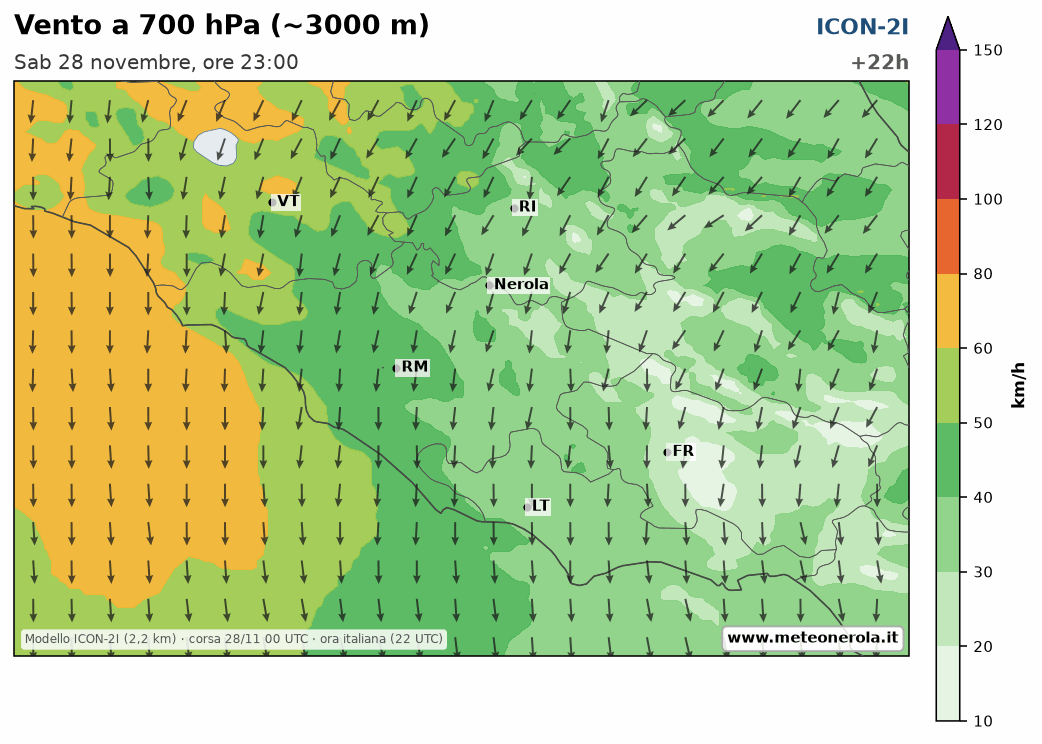 Vento a 700 hPa (~3000 m)
ICON-2I
Sab 28 novembre, ore 23:00
+22h
VT
RI
Nerola
RM
FR
LT
Modello ICON-2I (2,2 km) · corsa 28/11 00 UTC · ora italiana (22 UTC)
www.meteonerola.it
150
120
100
80
60
50
40
30
20
10
km/h